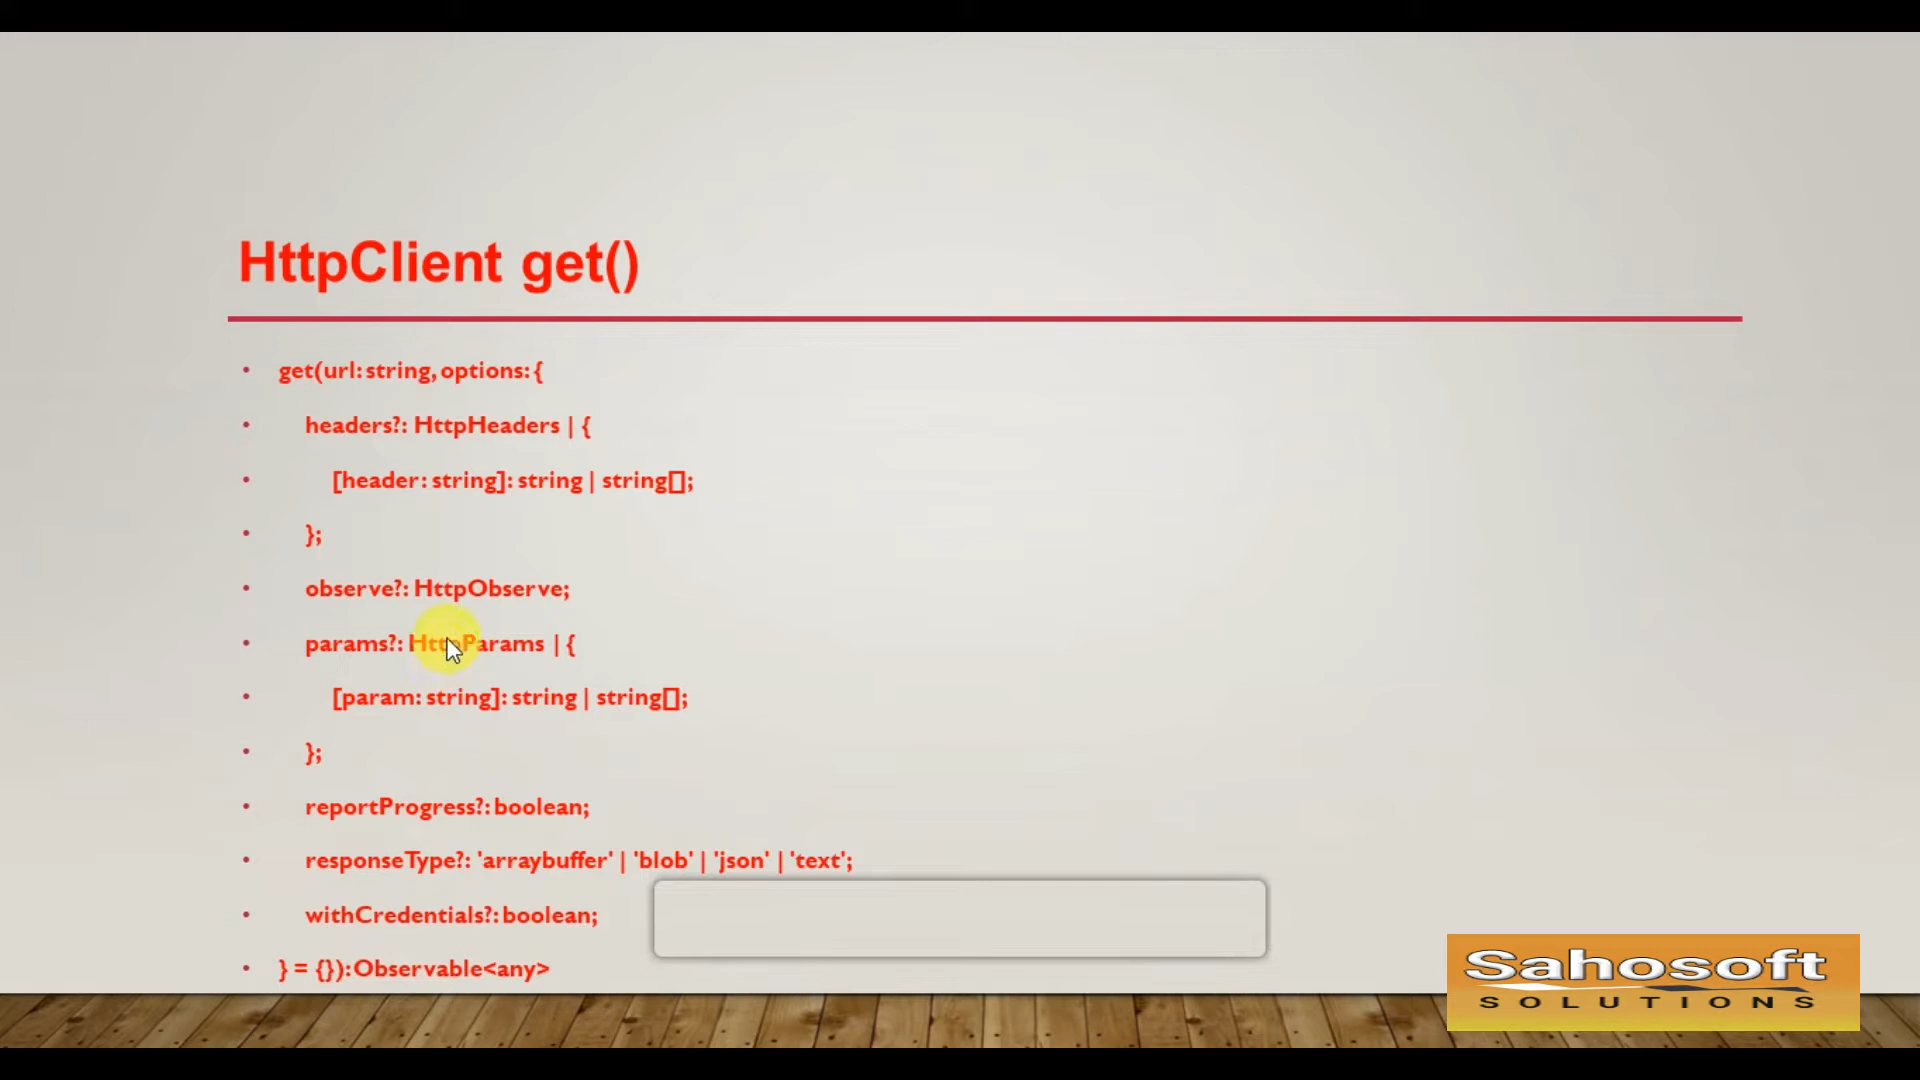 HttpClient get()
• get(url: string, options: {
• headers?: HttpHeaders | {
• [header: string]: string | string[];
• };
• observe?: HttpObserve;
• params?: HttpParams | {
• [param: string]: string | string[];
• };
• reportProgress?: boolean;
• responseType?: 'arraybuffer' | 'blob' | 'json' | 'text';
• withCredentials?: boolean;
• } = {}): Observable<any>
Sahosoft
SOLUTIONS